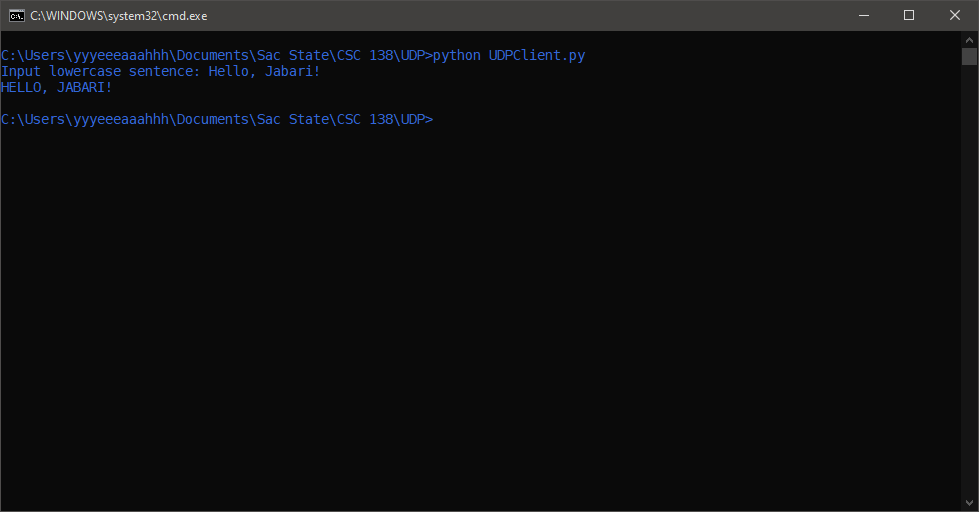 C:\WINDOWS\system32\cmd.exe
C:\Users\yyyeeeaaahhh\Documents\Sac State\CSC 138\UDP>python UDPClient.py
Input lowercase sentence: Hello, Jabari!
HELLO, JABARI!
C:\Users\yyyeeeaaahhh\Documents\Sac State\CSC 138\UDP>